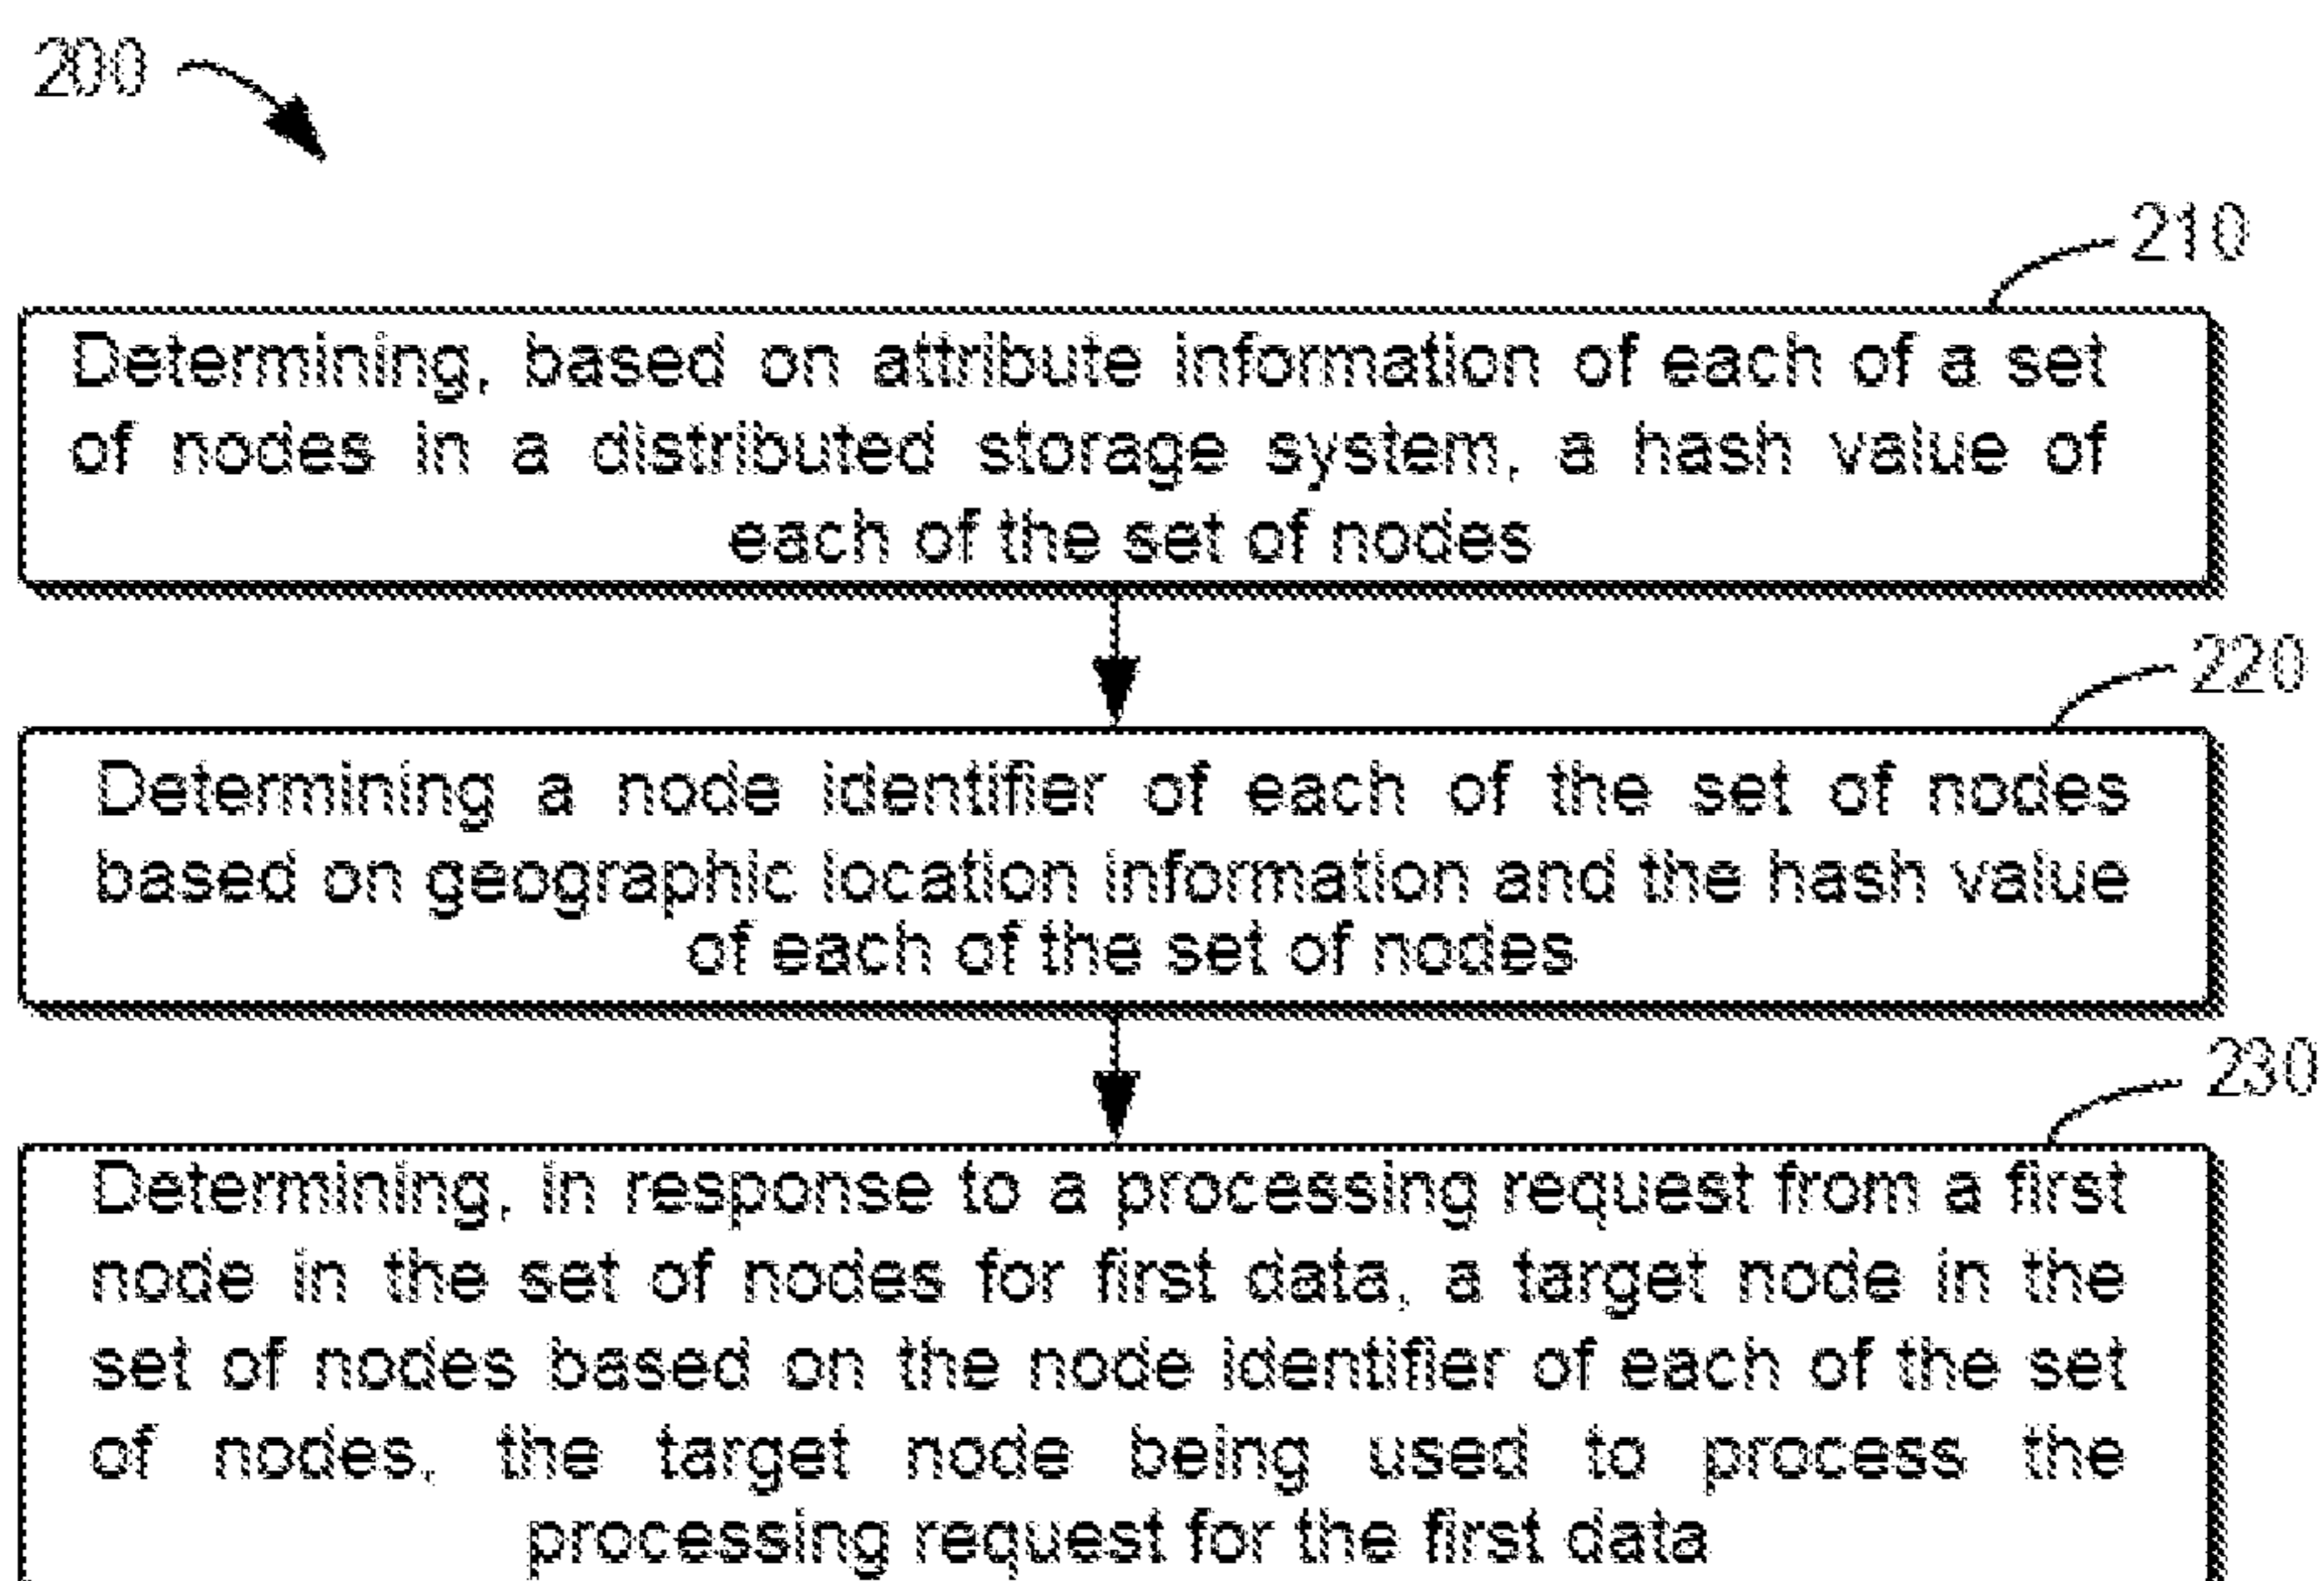 200
210
Determining, based on attribute information of each of a set
of nodes in a distributed storage system, a hash value of
each of the set of nodes
220
Determining a node identifier of each of the set of nodes
based on geographic location information and the hash value
of each of the set of nodes
230
Determining, in response to a processing request from a first
node in the set of nodes for first data, a target node in the
set of nodes based on the node identifier of each of the set
of nodes, the target node being used to process the
processing request for the first data